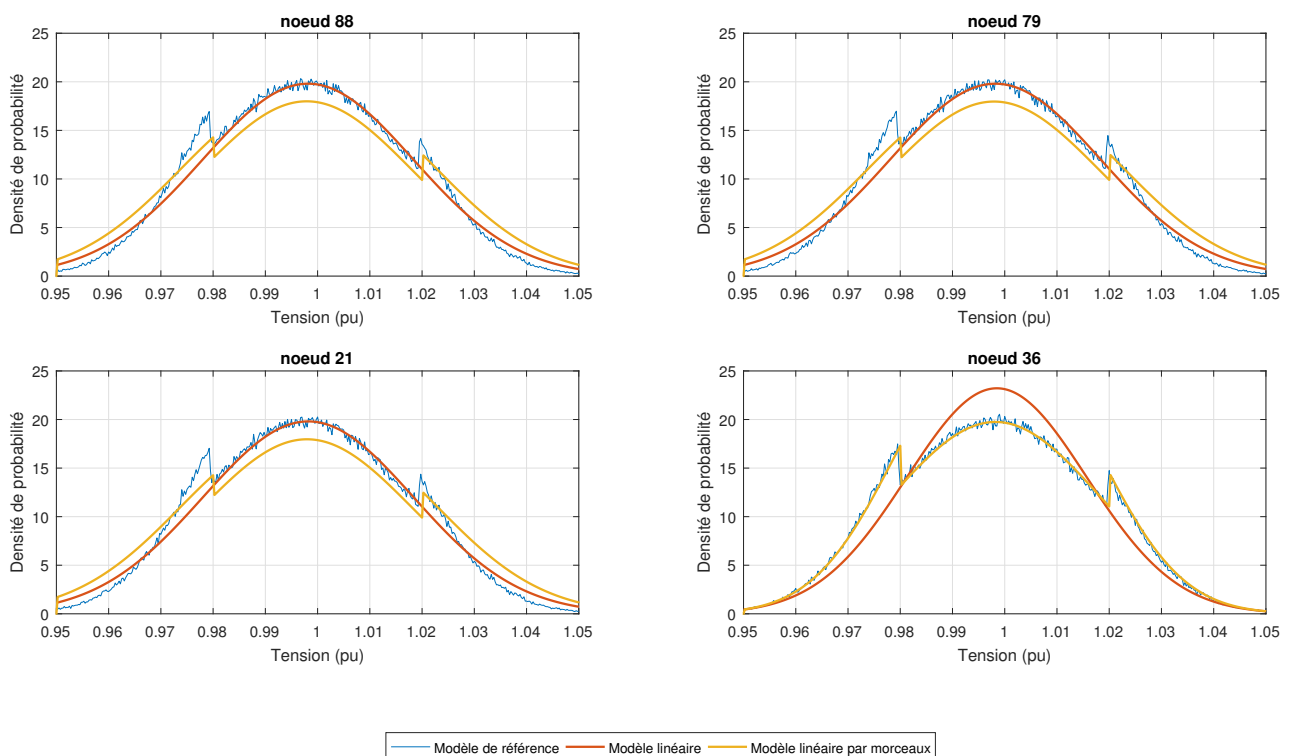 noeud 88
25
20
15
10
5
0
Densité de probabilité
0.95 0.96 0.97 0.98 0.99 1 1.01 1.02 1.03 1.04 1.05
Tension (pu)
noeud 79
25
20
15
10
5
0
Densité de probabilité
0.95 0.96 0.97 0.98 0.99 1 1.01 1.02 1.03 1.04 1.05
Tension (pu)
noeud 21
25
20
15
10
5
0
Densité de probabilité
0.95 0.96 0.97 0.98 0.99 1 1.01 1.02 1.03 1.04 1.05
Tension (pu)
noeud 36
25
20
15
10
5
0
Densité de probabilité
0.95 0.96 0.97 0.98 0.99 1 1.01 1.02 1.03 1.04 1.05
Tension (pu)
Modèle de référence Modèle linéaire Modèle linéaire par morceaux